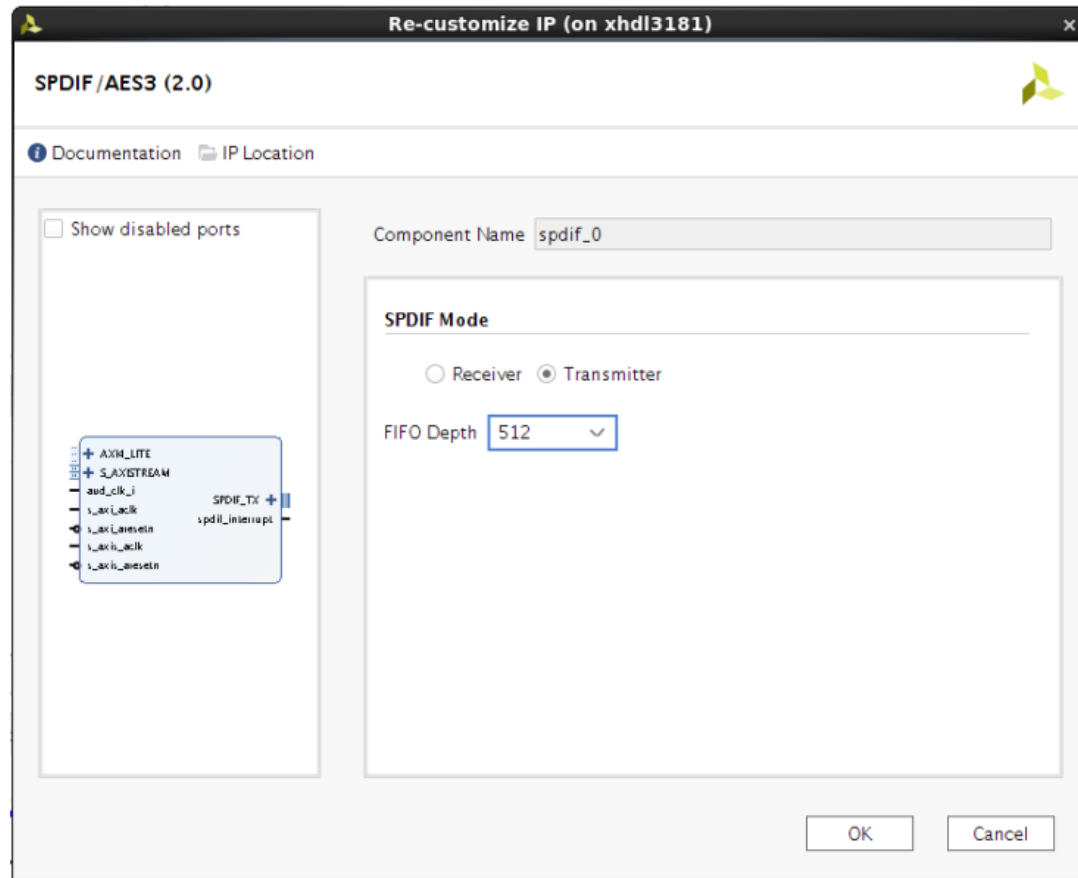 Re-customize IP (on xhdl3181)
×
SPDIF/AES3 (2.0)
Documentation IP Location
Show disabled ports
Component Name spdif_0
SPDIF Mode
Receiver Transmitter
FIFO Depth 512
S_AXISTREAM
aud_clk_i
s_axi_aclk
s_axi_aresetn
s_axis_aclk
s_axis_aresetn
SPDIF_TX
spdif_interrupt
OK Cancel